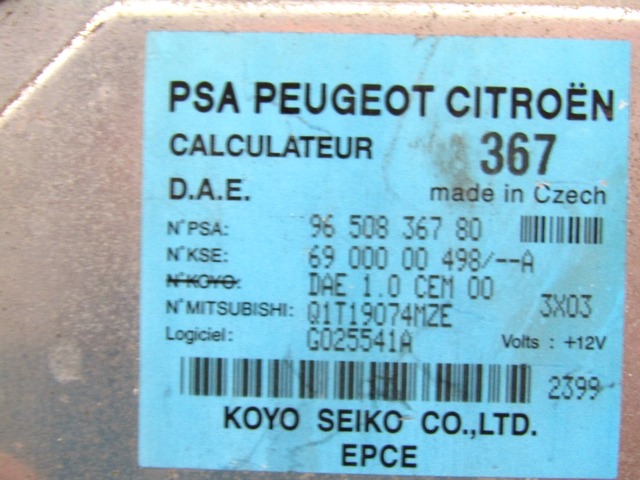 PSA PEUGEOT CITROËN
CALCULATEUR 367
D.A.E. made in Czech
N°PSA: 96 508 367 80
N°KSE: 69 000 00 498/--A
N°KOYO: DAE 1.0 CEM 00
N°MITSUBISHI: Q1T19074MZE 3X03
Logiciel: G025541A Volts : +12V
2399
KOYO SEIKO CO.,LTD.
EPCE